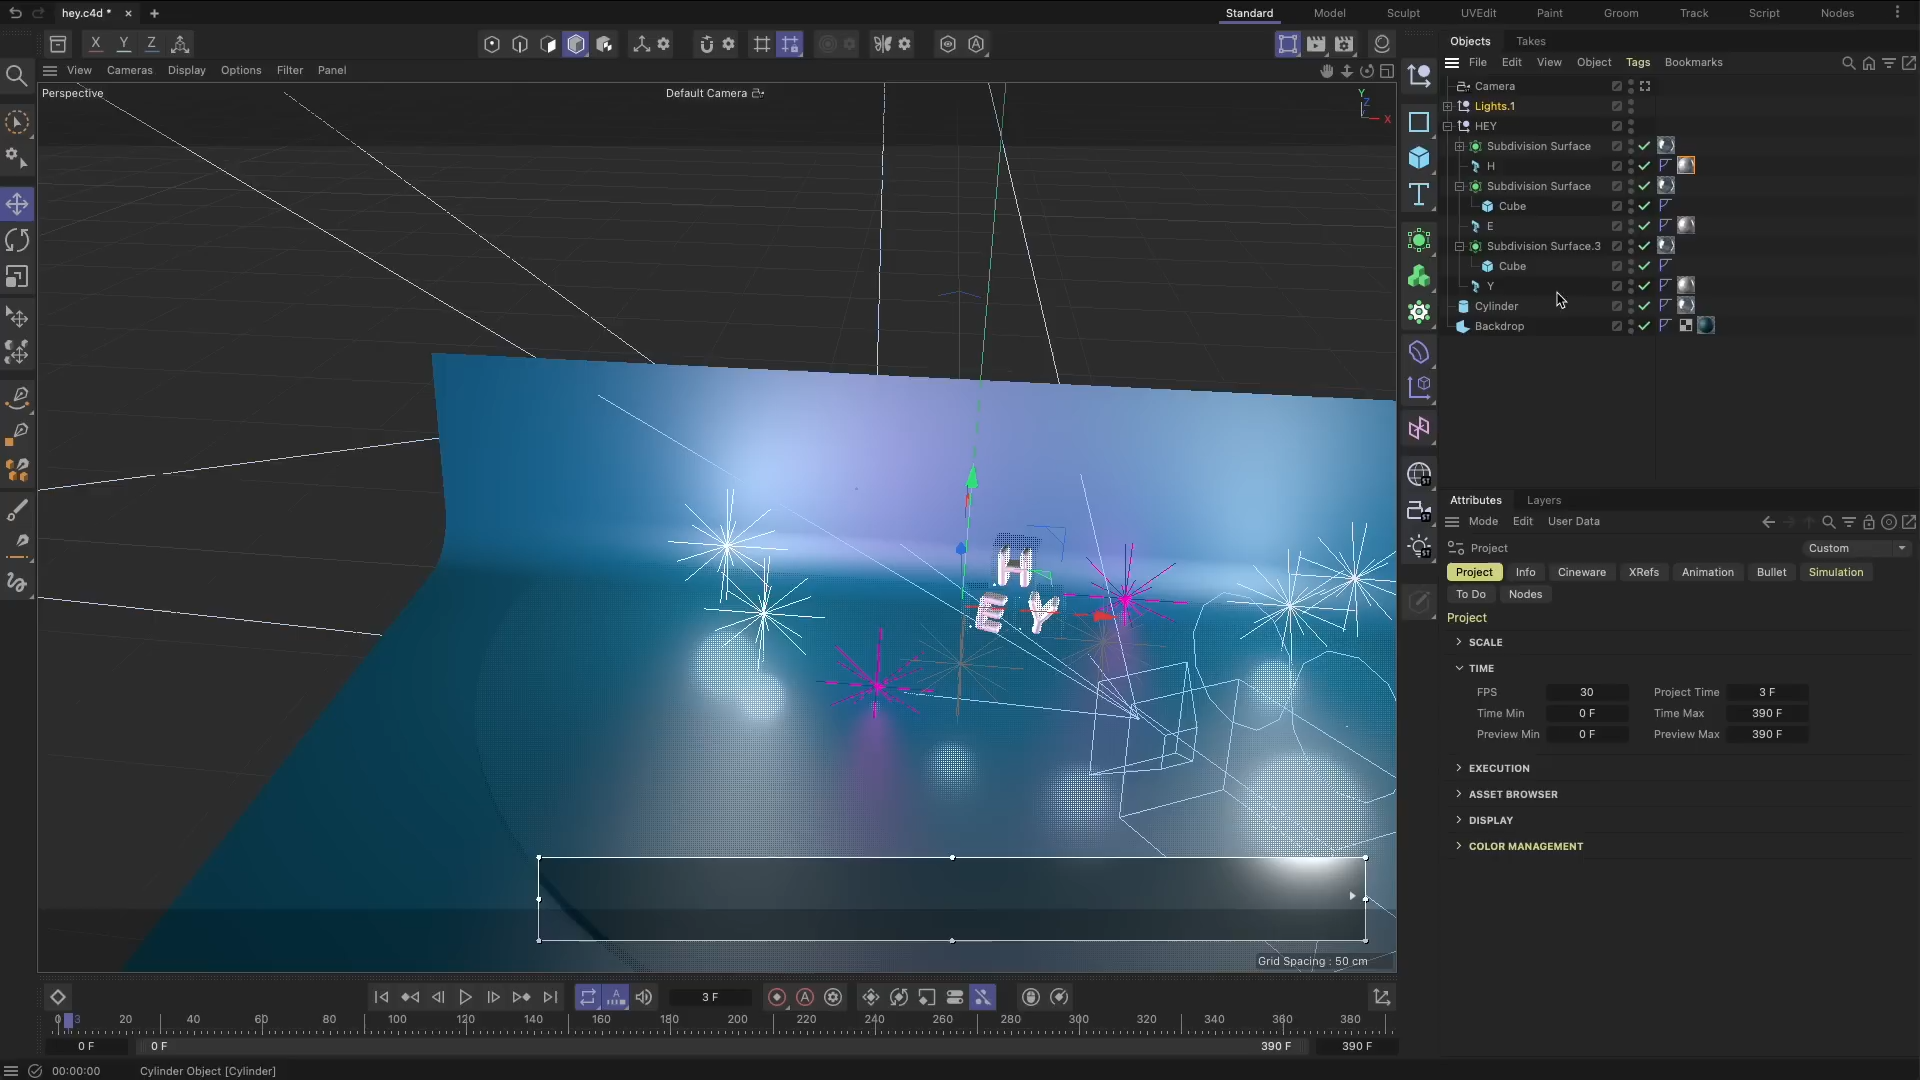 hey.c4d *
Standard
Model
Sculpt
UVEdit
Paint
Groom
Track
Script
Nodes
X Y Z
View Cameras Display Options Filter Panel
Perspective
Default Camera
Y
Z
X
H
E Y
Grid Spacing : 50 cm
Objects Takes
File Edit View Object Tags Bookmarks
Camera
Lights.1
HEY
Subdivision Surface
H
Subdivision Surface
Cube
E
Subdivision Surface.3
Cube
Y
Cylinder
Backdrop
Attributes Layers
Mode Edit User Data
Project Custom
Project Info Cineware XRefs Animation Bullet Simulation
To Do Nodes
Project
SCALE
TIME
FPS 30 Project Time 3 F
Time Min 0 F Time Max 390 F
Preview Min 0 F Preview Max 390 F
EXECUTION
ASSET BROWSER
DISPLAY
COLOR MANAGEMENT
3 F
0 3 20 40 60 80 100 120 140 160 180 200 220 240 260 280 300 320 340 360 380
0 F 0 F 390 F 390 F
00:00:00 Cylinder Object [Cylinder]